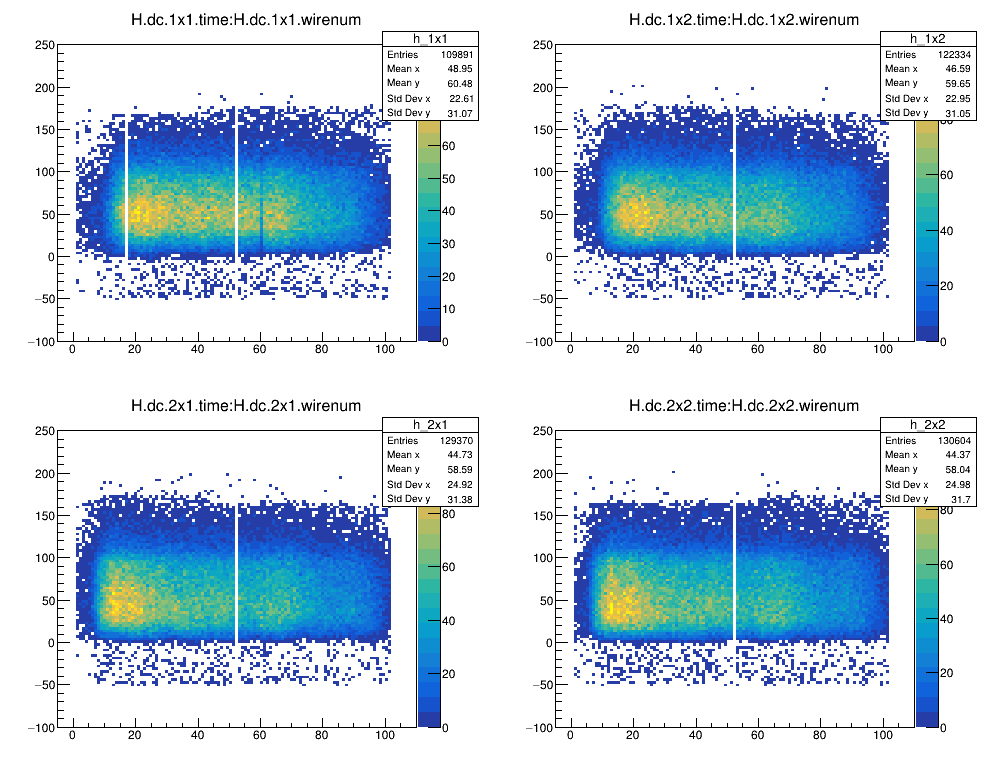 H.dc.1x1.time:H.dc.1x1.wirenum
h_1x1
Entries 109891
Mean x 48.95
Mean y 60.48
Std Dev x 22.61
Std Dev y 31.07
250
200
150
100
50
0
−50
−100
0 20 40 60 80 100
60
50
40
30
20
10
0
H.dc.1x2.time:H.dc.1x2.wirenum
h_1x2
Entries 122334
Mean x 46.59
Mean y 59.65
Std Dev x 22.95
Std Dev y 31.05
250
200
150
100
50
0
−50
−100
0 20 40 60 80 100
80
60
40
20
0
H.dc.2x1.time:H.dc.2x1.wirenum
h_2x1
Entries 129370
Mean x 44.73
Mean y 58.59
Std Dev x 24.92
Std Dev y 31.38
250
200
150
100
50
0
−50
−100
0 20 40 60 80 100
80
60
40
20
0
H.dc.2x2.time:H.dc.2x2.wirenum
h_2x2
Entries 130604
Mean x 44.37
Mean y 58.04
Std Dev x 24.98
Std Dev y 31.7
250
200
150
100
50
0
−50
−100
0 20 40 60 80 100
80
60
40
20
0